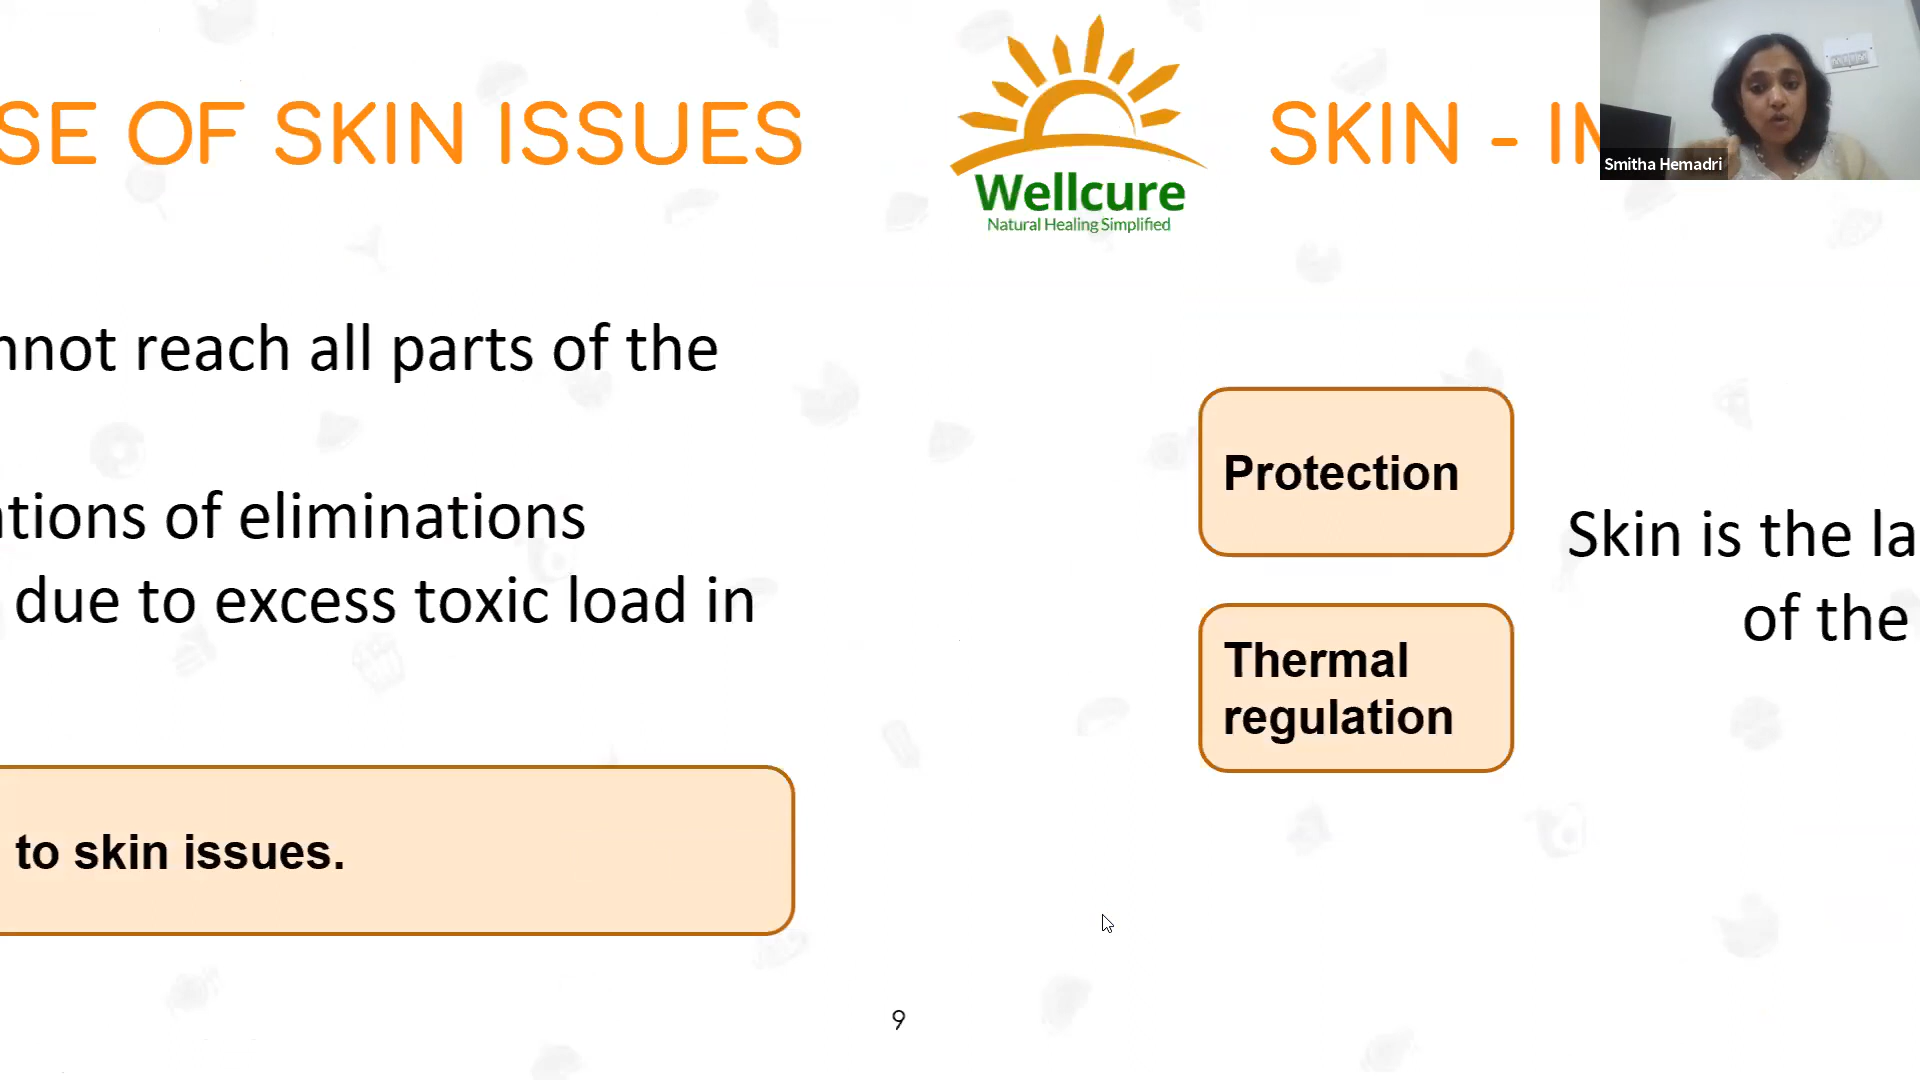 SE OF SKIN ISSUES
nnot reach all parts of the
tions of eliminations
due to excess toxic load in
to skin issues.
9
Wellcure
Natural Healing Simplified
SKIN - IM
Protection
Thermal
regulation
Skin is the la
of the
Smitha Hemadri